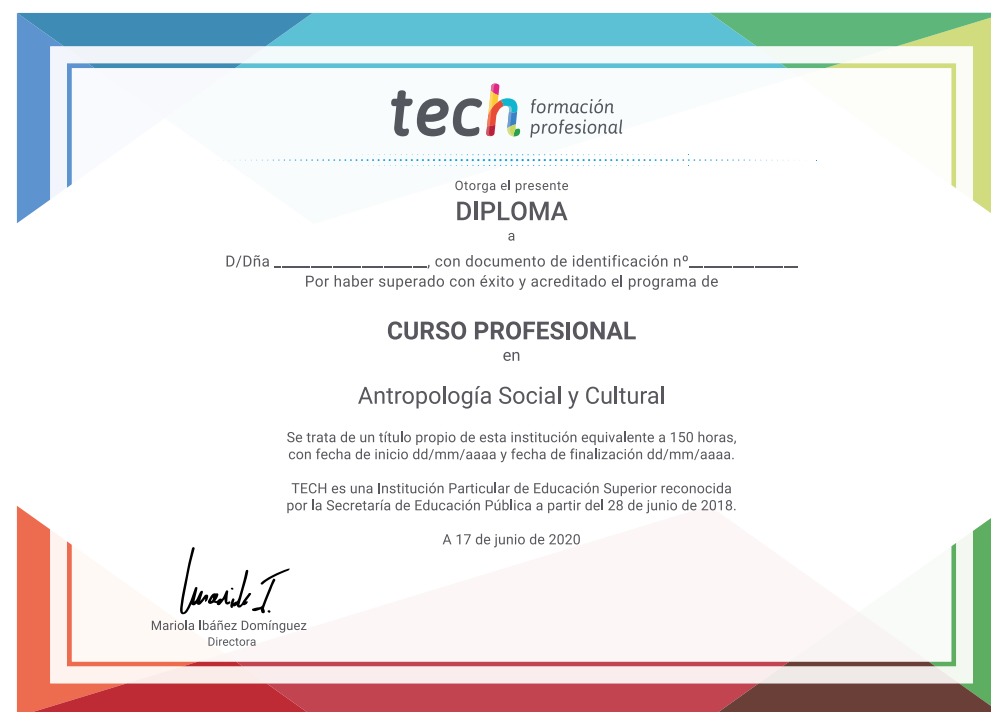 tech formación
profesional
Otorga el presente
DIPLOMA
a
D/Dña ____________________, con documento de identificación nº______________
Por haber superado con éxito y acreditado el programa de
CURSO PROFESIONAL
en
Antropología Social y Cultural
Se trata de un título propio de esta institución equivalente a 150 horas,
con fecha de inicio dd/mm/aaaa y fecha de finalización dd/mm/aaaa.
TECH es una Institución Particular de Educación Superior reconocida
por la Secretaría de Educación Pública a partir del 28 de junio de 2018.
A 17 de junio de 2020
Mariola I.
Mariola Ibáñez Domínguez
Directora